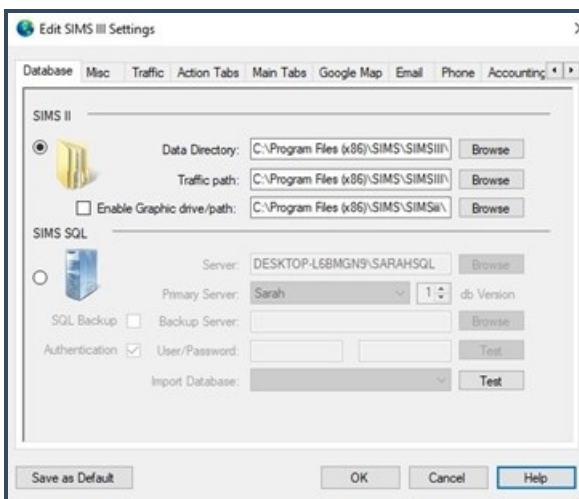 Edit SIMS III Settings
Database Misc Traffic Action Tabs Main Tabs Google Map Email Phone Accounting
SIMS II
Data Directory: C:\Program Files (x86)\SIMS\SIMSIII\ Browse
Traffic path: C:\Program Files (x86)\SIMS\SIMSIII\ Browse
Enable Graphic drive/path: C:\Program Files (x86)\SIMS\SIMSiii\ Browse
SIMS SQL
Server: DESKTOP-L6BMGN9\SARAHSQL Browse
Primary Server: Sarah 1 db Version
SQL Backup Backup Server: Browse
Authentication User/Password: Test
Import Database: Test
Save as Default OK Cancel Help